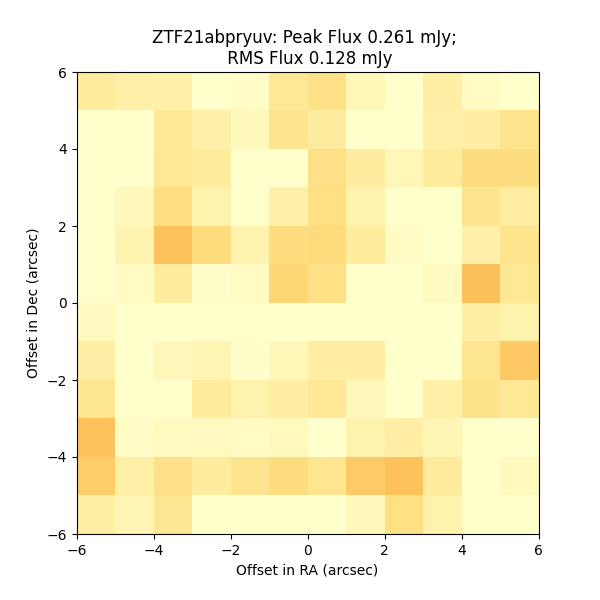 ZTF21abpryuv: Peak Flux 0.261 mJy;
RMS Flux 0.128 mJy
6
4
2
0
−2
−4
−6
Offset in Dec (arcsec)
−6 −4 −2 0 2 4 6
Offset in RA (arcsec)